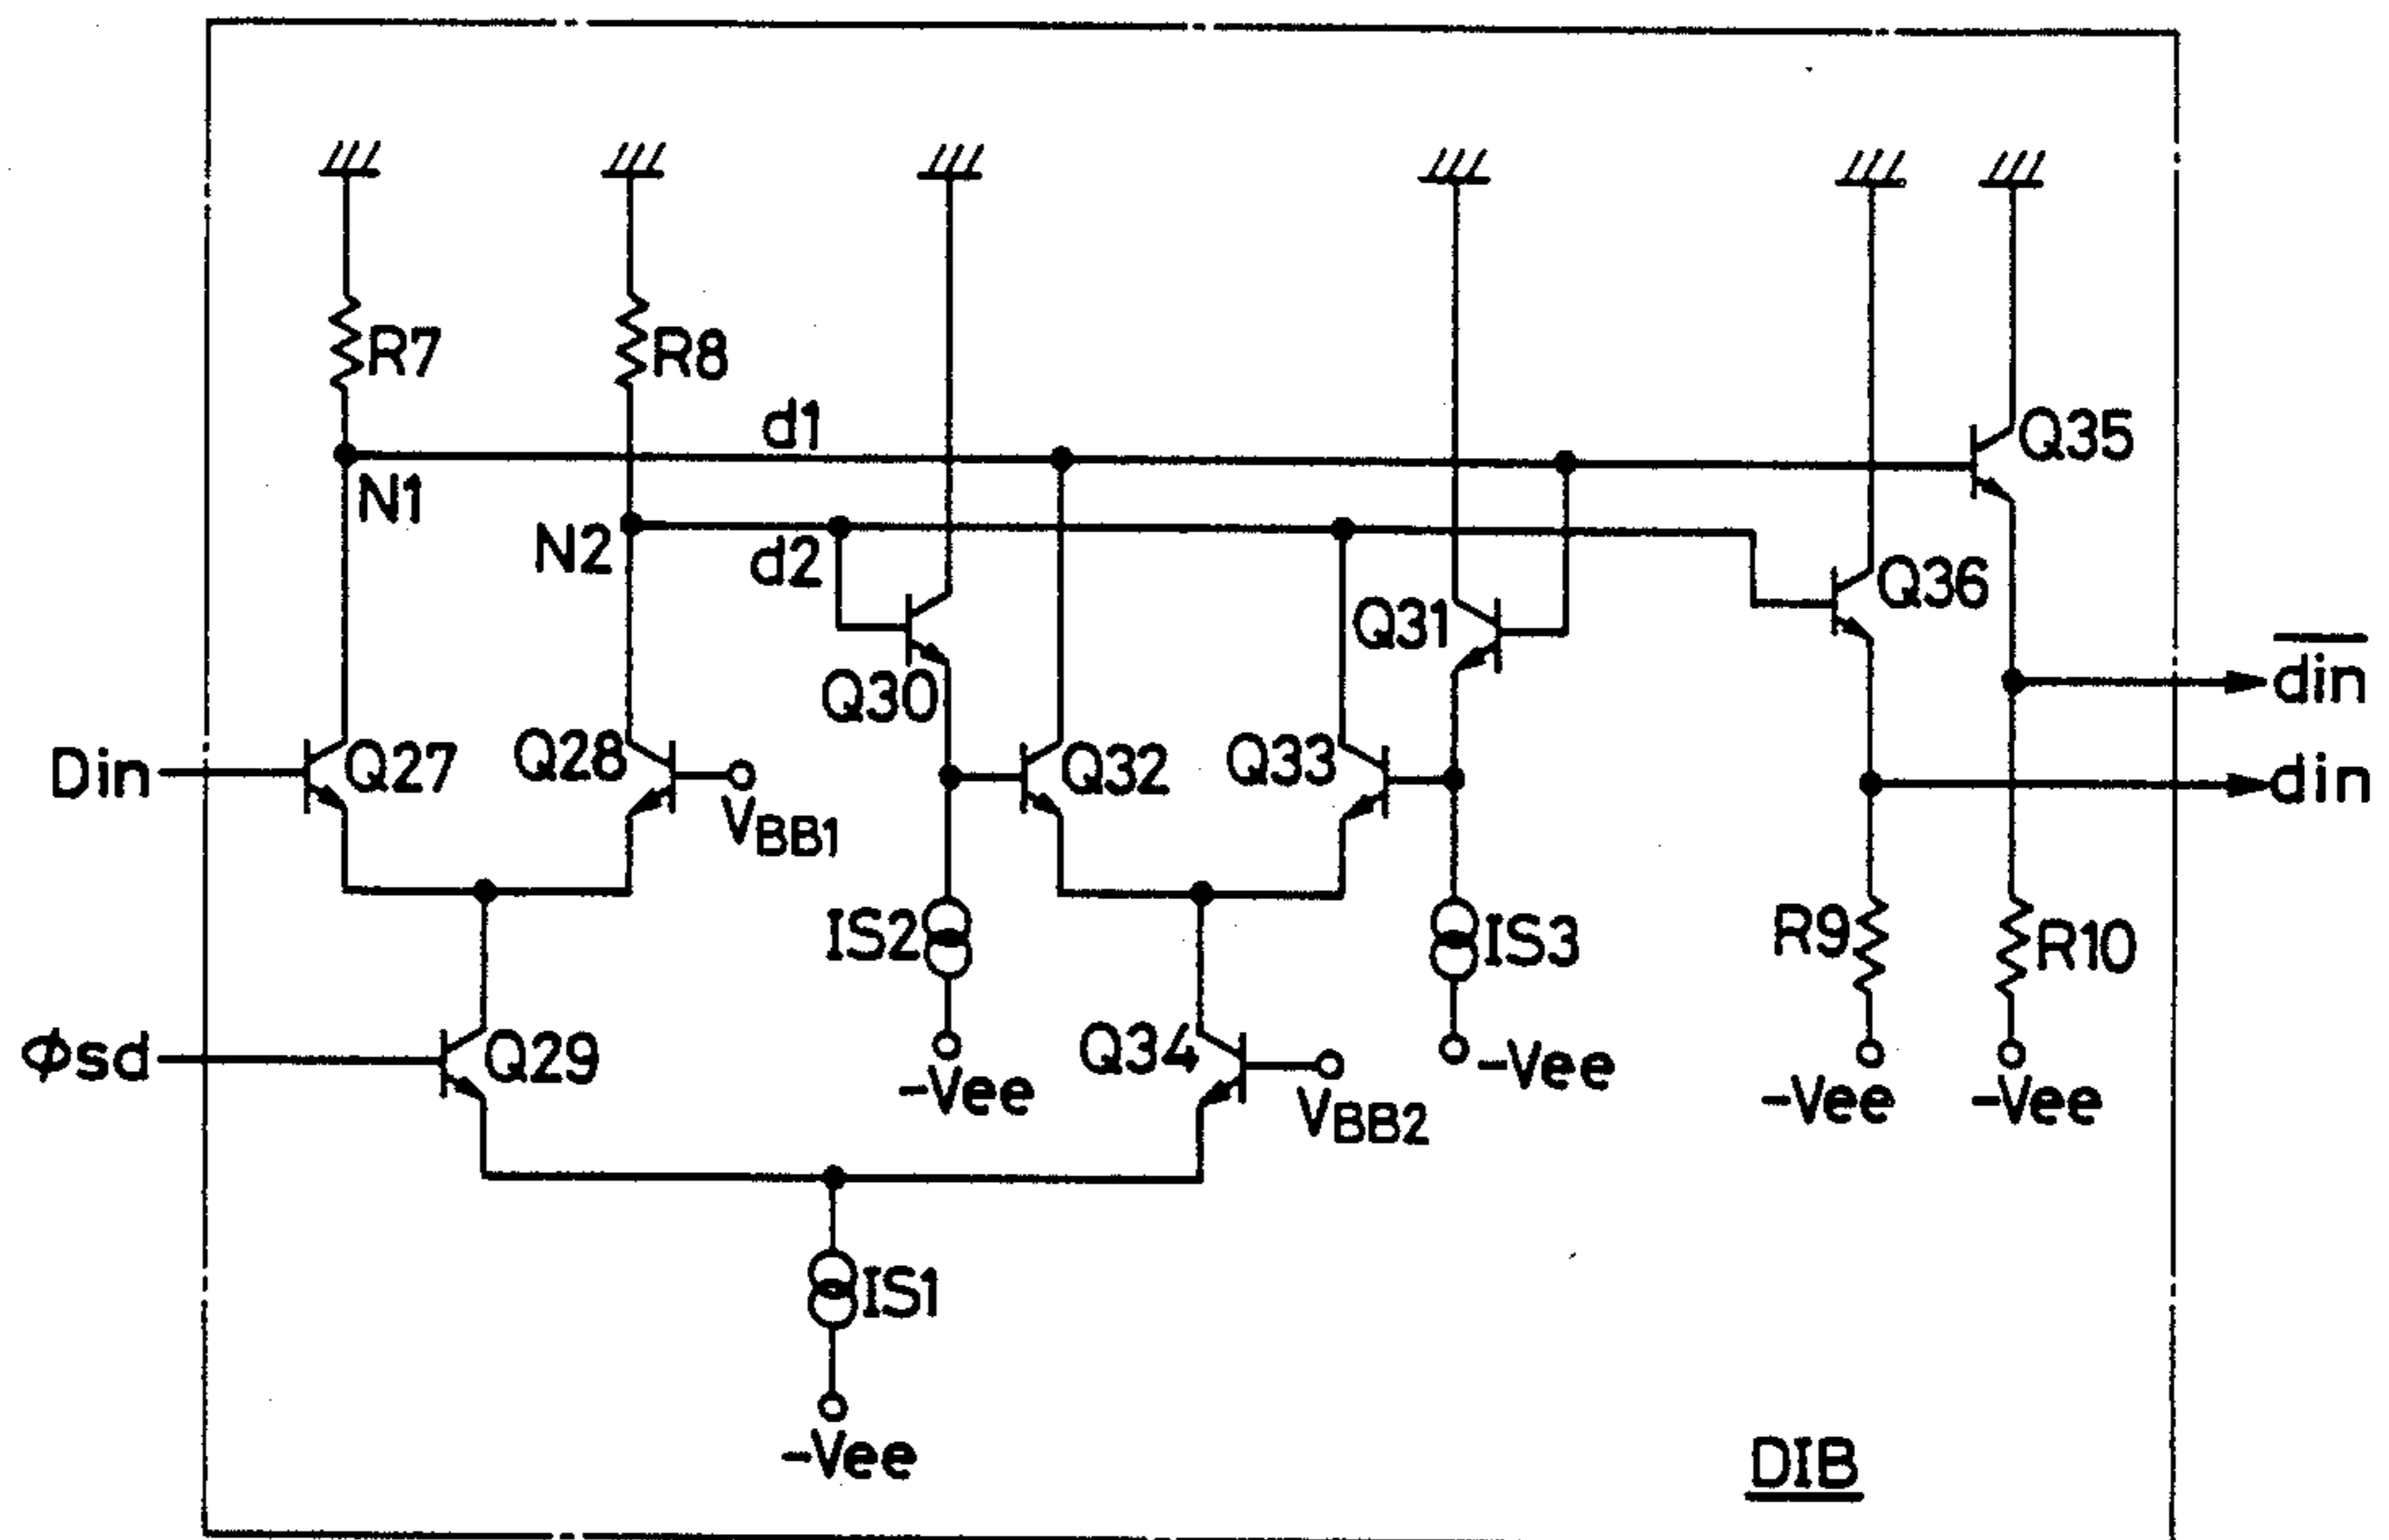 R7
R8
d1
Q35
N1
N2
d2
Q36
Q31
Q30
d̅i̅n̅
Din
Q27
Q28
Q32
Q33
din
VBB1
IS2
IS3
R9
R10
ϕsd
Q29
Q34
-Vee
-Vee
-Vee
-Vee
VBB2
IS1
-Vee
DIB